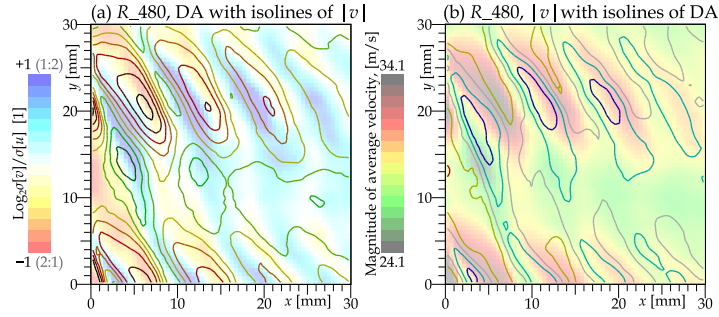 (a) R_480, DA with isolines of |v|
(b) R_480, |v| with isolines of DA
+1 (1:2)
Log₂σ[v]/σ[u] [1]
−1 (2:1)
y [mm]
30
20
10
0
0
10
20
30
x [mm]
34.1
Magnitude of average velocity, [m/s]
24.1
y [mm]
30
20
10
0
0
10
20
30
x [mm]